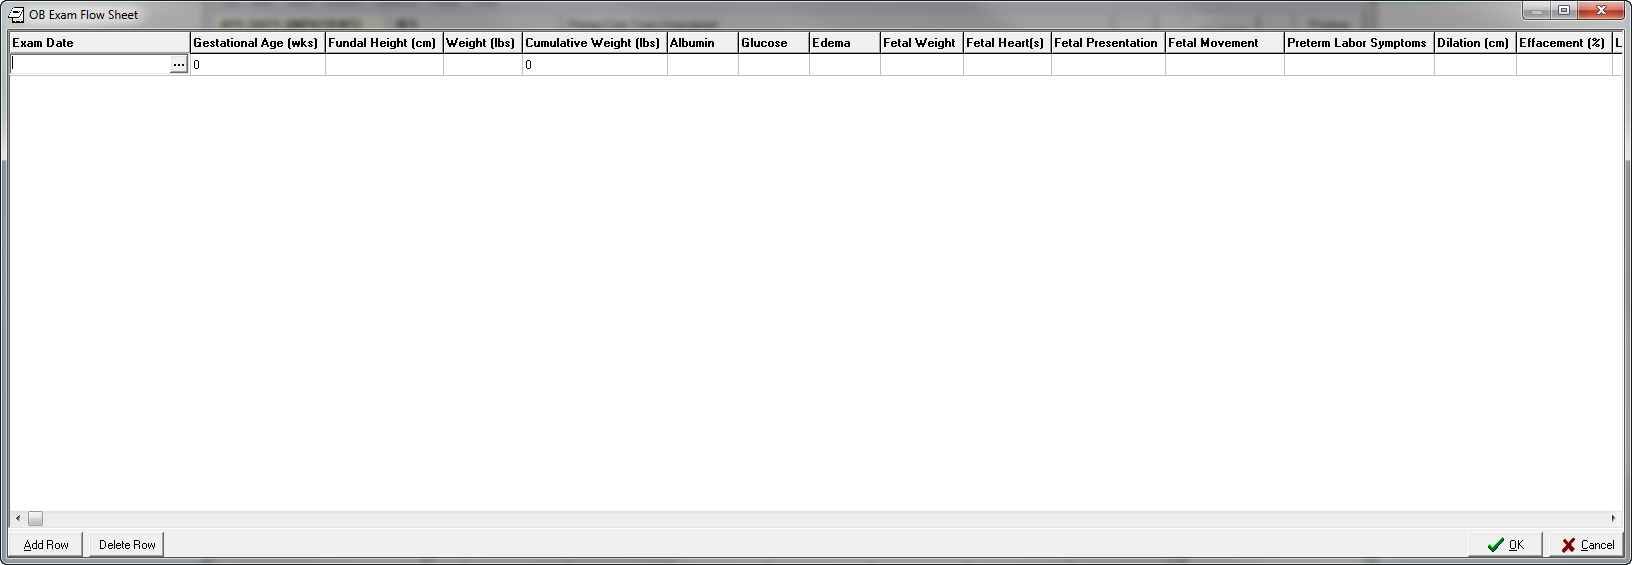 OB Exam Flow Sheet
Exam Date Gestational Age (wks) Fundal Height (cm) Weight (lbs) Cumulative Weight (lbs) Albumin Glucose Edema Fetal Weight Fetal Heart(s) Fetal Presentation Fetal Movement Preterm Labor Symptoms Dilation (cm) Effacement (%) L
... 0 0
Add Row Delete Row OK Cancel